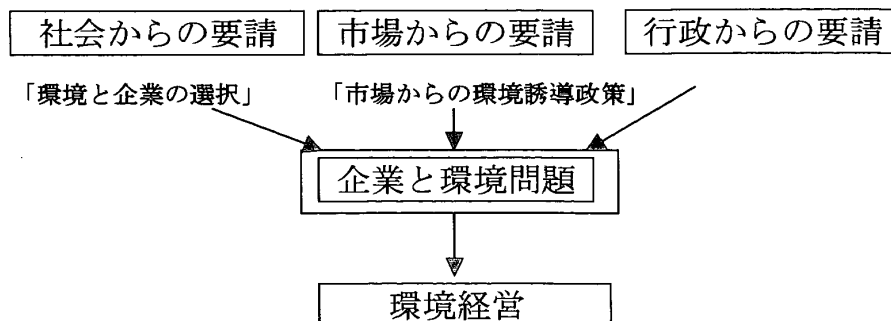 社会からの要請 市場からの要請 行政からの要請
「環境と企業の選択」 「市場からの環境誘導政策」
企業と環境問題
環境経営